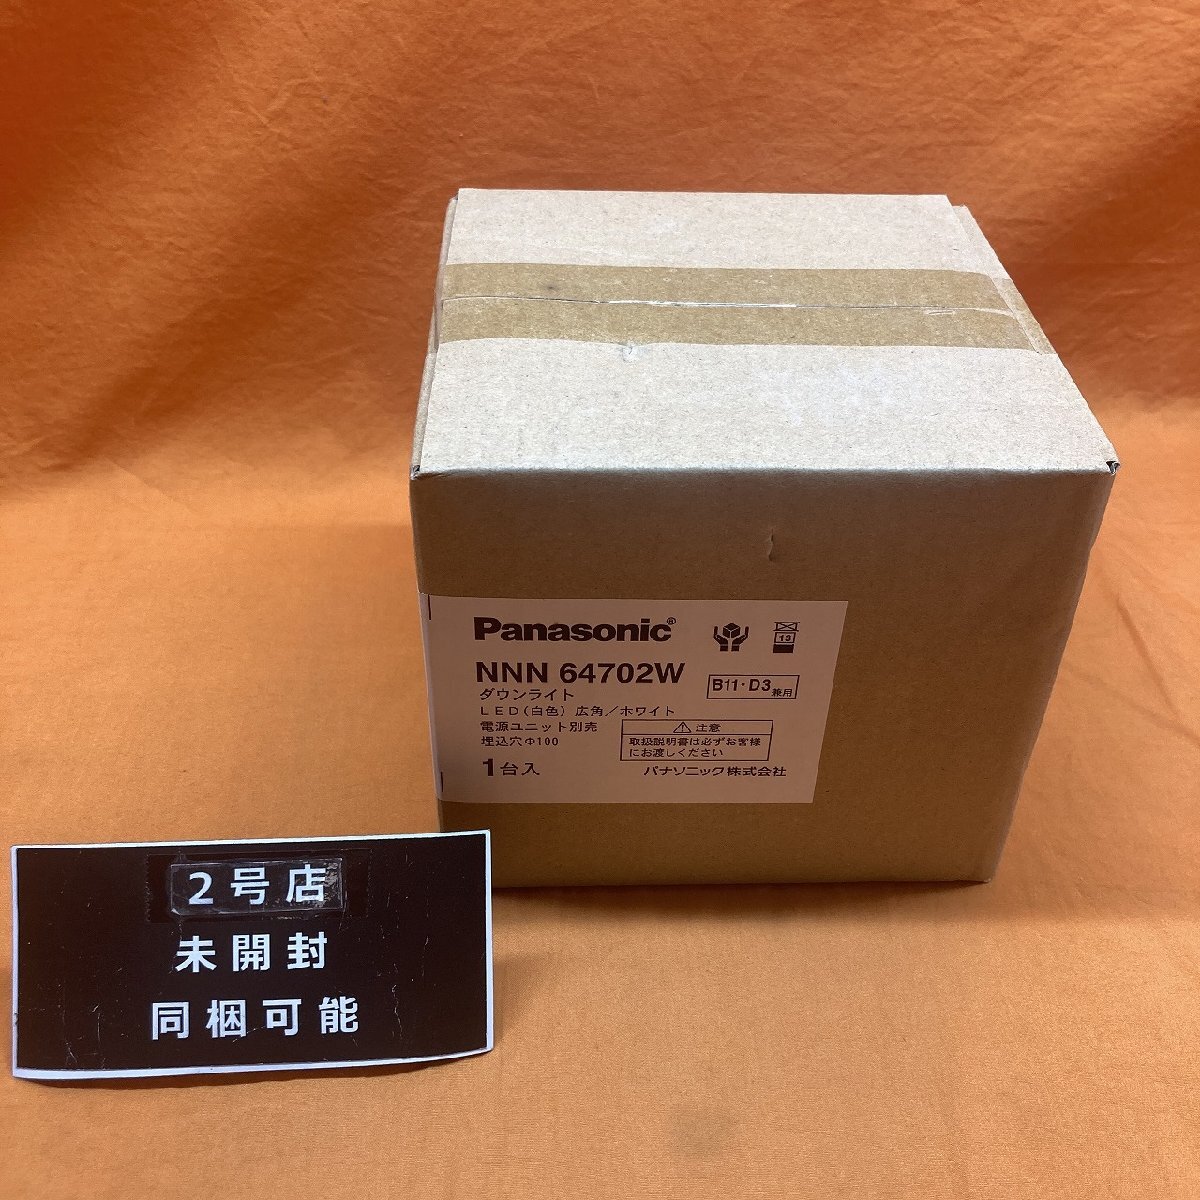 Panasonic®
13
NNN 64702W
B11・D3兼用
ダウンライト
LED(白色)広角／ホワイト
電源ユニット別売
埋込穴Φ100
1台入
⚠注意
取扱説明書は必ずお客様
にお渡しください
パナソニック株式会社
2号店
未開封
同梱可能